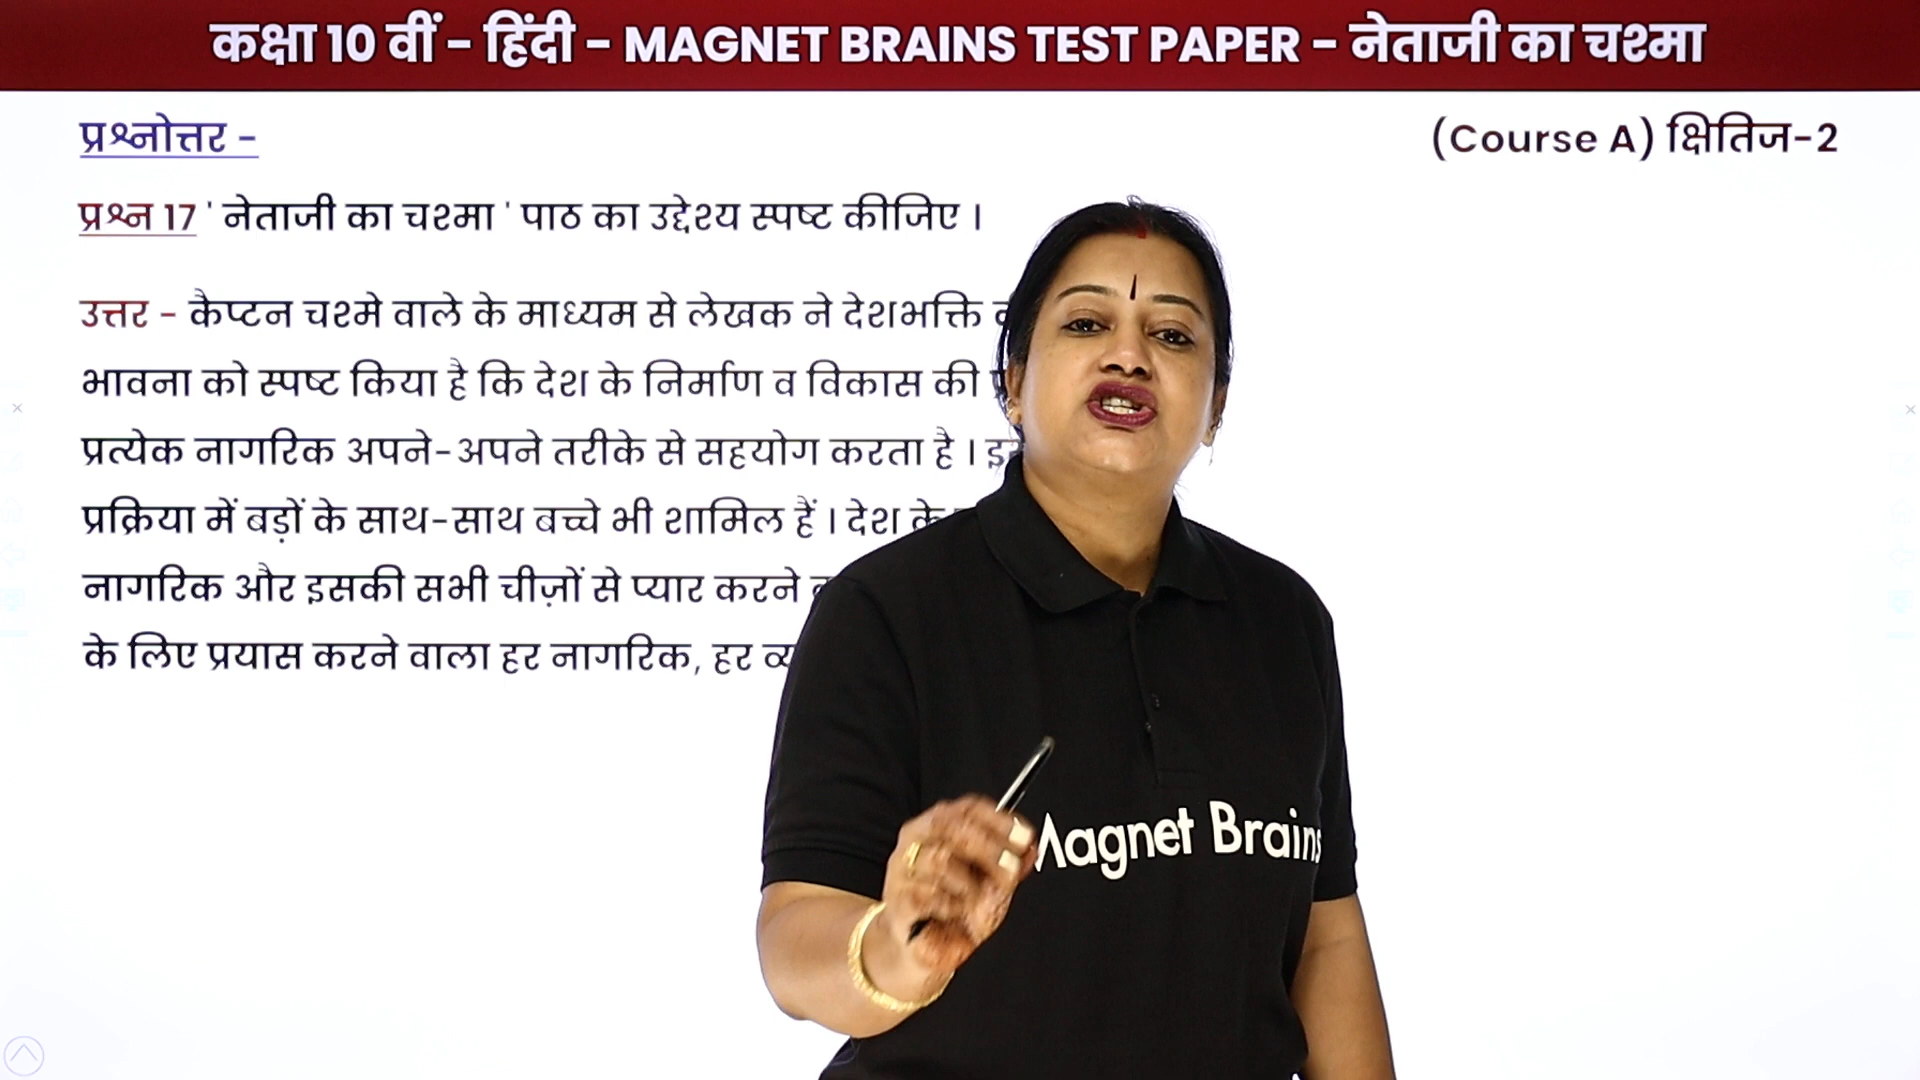 कक्षा 10 वीं - हिंदी - MAGNET BRAINS TEST PAPER - नेताजी का चश्मा
प्रश्नोत्तर -
(Course A) क्षितिज-2
प्रश्न 17 ' नेताजी का चश्मा ' पाठ का उद्देश्य स्पष्ट कीजिए ।
उत्तर - कैप्टन चश्मे वाले के माध्यम से लेखक ने देशभक्ति
भावना को स्पष्ट किया है कि देश के निर्माण व विकास की
प्रत्येक नागरिक अपने-अपने तरीके से सहयोग करता है ।
प्रक्रिया में बड़ों के साथ-साथ बच्चे भी शामिल हैं । देश के
नागरिक और इसकी सभी चीज़ों से प्यार करने
के लिए प्रयास करने वाला हर नागरिक, हर
Magnet Brains